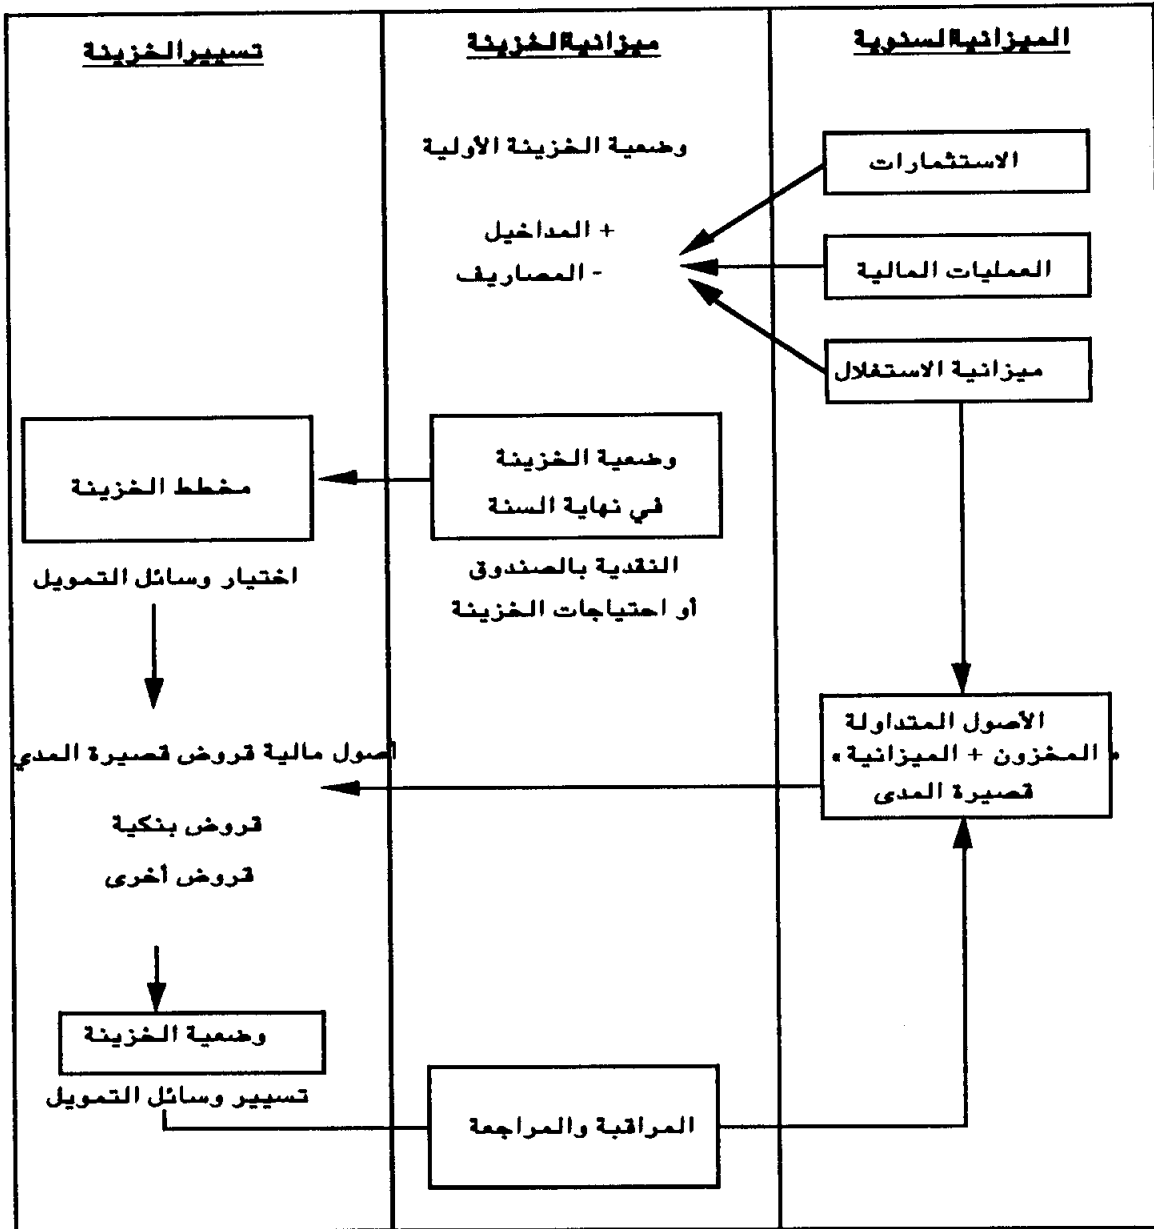 الميزانية السنوية
ميزانية الخزينة
تسيير الخزينة
الاستثمارات
العمليات المالية
ميزانية الاستغلال
الأصول المتداولة
« المخزون + الميزانية »
قصيرة المدى
وضعية الخزينة الأولية
+ المداخيل
- المصاريف
وضعية الخزينة
في نهاية السنة
النقدية بالصندوق
أو احتياجات الخزينة
المراقبة والمراجعة
مخطط الخزينة
اختيار وسائل التمويل
اصول مالية قروض قصيرة المدي
قروض بنكية
قروض أخرى
وضعية الخزينة
تسيير وسائل التمويل